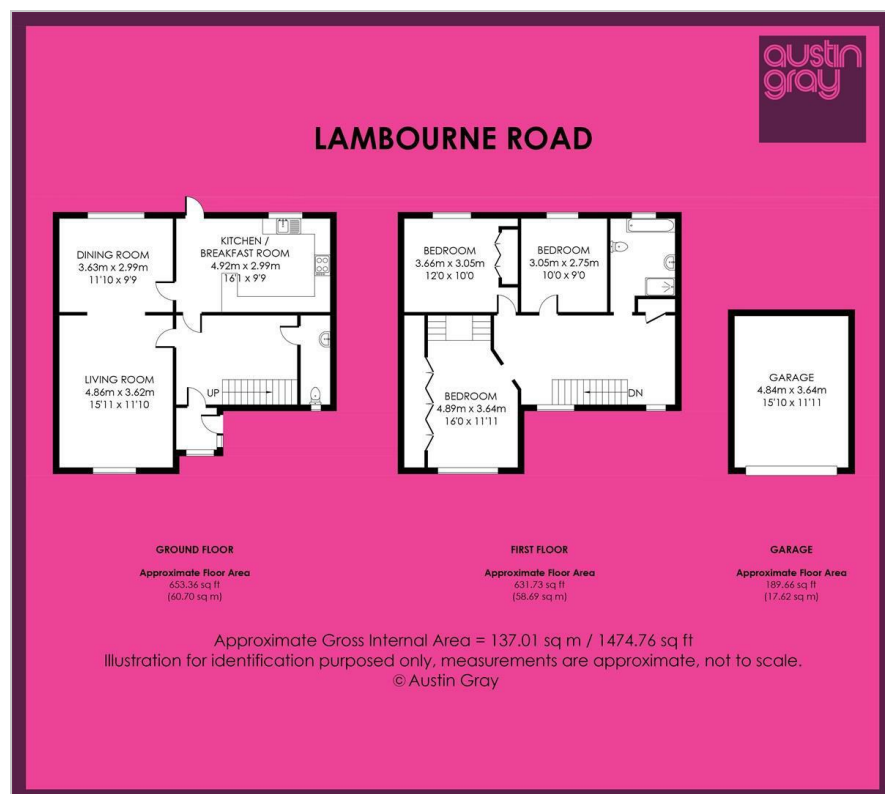 austin
gray
LAMBOURNE ROAD
DINING ROOM
3.63m x 2.99m
11'10 x 9'9
KITCHEN /
BREAKFAST ROOM
4.92m x 2.99m
16'1 x 9'9
LIVING ROOM
4.86m x 3.62m
15'11 x 11'10
UP
BEDROOM
3.66m x 3.05m
12'0 x 10'0
BEDROOM
3.05m x 2.75m
10'0 x 9'0
BEDROOM
4.89m x 3.64m
16'0 x 11'11
DN
GARAGE
4.84m x 3.64m
15'10 x 11'11
GROUND FLOOR
Approximate Floor Area
653.36 sq ft
(60.70 sq m)
FIRST FLOOR
Approximate Floor Area
631.73 sq ft
(58.69 sq m)
GARAGE
Approximate Floor Area
189.66 sq ft
(17.62 sq m)
Approximate Gross Internal Area = 137.01 sq m / 1474.76 sq ft
Illustration for identification purposed only, measurements are approximate, not to scale.
© Austin Gray